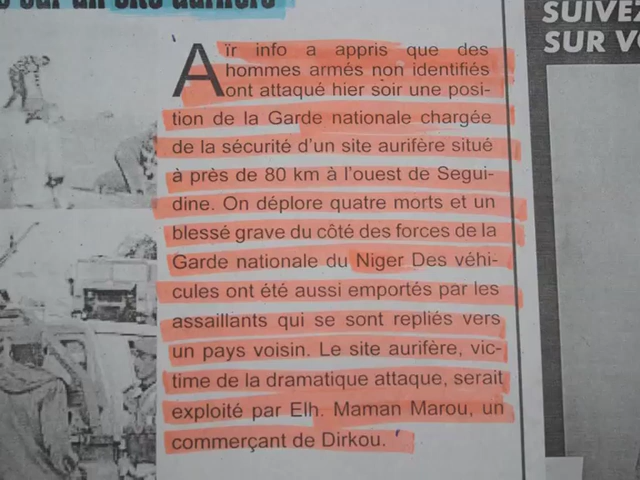 sur un site aurifère
Aïr info a appris que des
hommes armés non identifiés
ont attaqué hier soir une posi-
tion de la Garde nationale chargée
de la sécurité d'un site aurifère situé
à près de 80 km à l'ouest de Segui-
dine. On déplore quatre morts et un
blessé grave du côté des forces de la
Garde nationale du Niger Des véhi-
cules ont été aussi emportés par les
assaillants qui se sont repliés vers
un pays voisin. Le site aurifère, vic-
time de la dramatique attaque, serait
exploité par Elh. Maman Marou, un
commerçant de Dirkou.
SUIVEZ
SUR